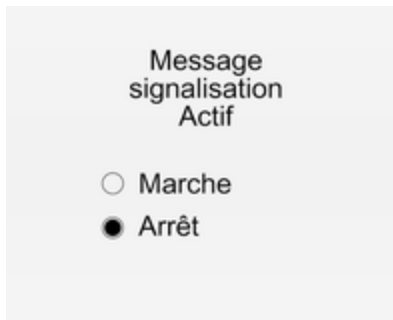 Message
signalisation
Actif
Marche
Arrêt